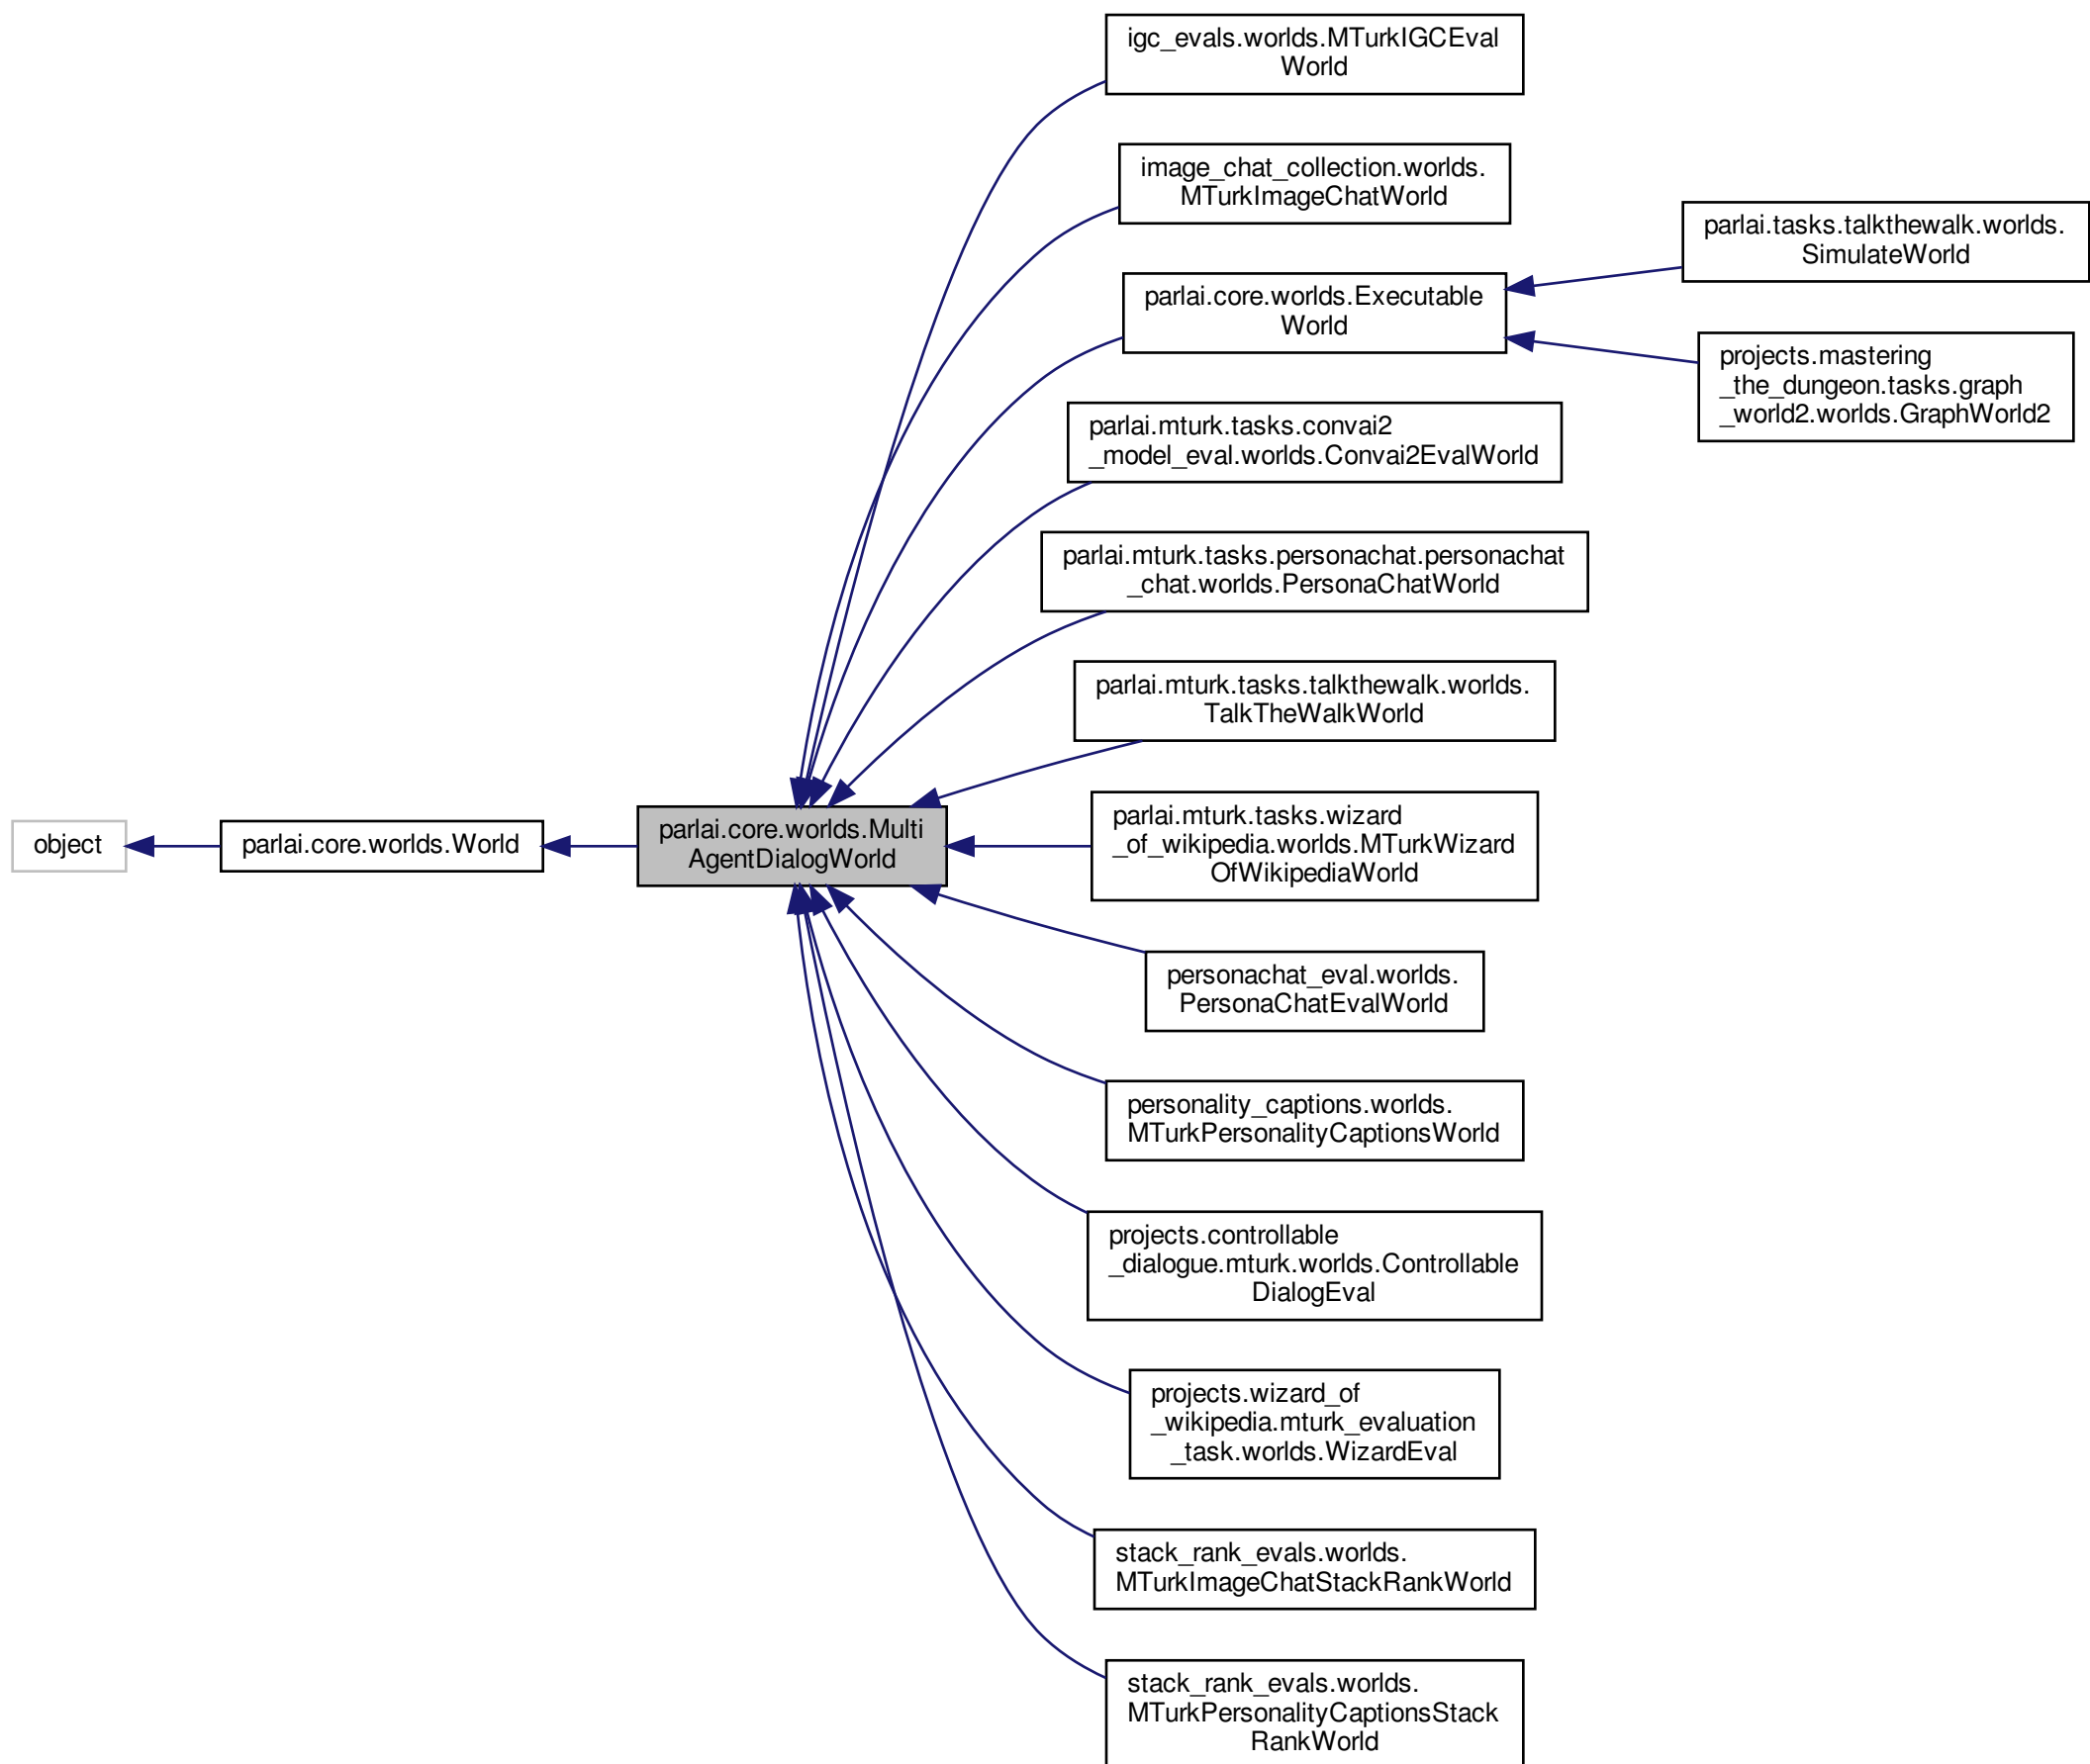 igc_evals.worlds.MTurkIGCEval
World
image_chat_collection.worlds.
MTurkImageChatWorld
parlai.tasks.talkthewalk.worlds.
SimulateWorld
parlai.core.worlds.Executable
World
projects.mastering
_the_dungeon.tasks.graph
_world2.worlds.GraphWorld2
parlai.mturk.tasks.convai2
_model_eval.worlds.Convai2EvalWorld
parlai.mturk.tasks.personachat.personachat
_chat.worlds.PersonaChatWorld
parlai.mturk.tasks.talkthewalk.worlds.
TalkTheWalkWorld
object
parlai.core.worlds.World
parlai.core.worlds.Multi
AgentDialogWorld
parlai.mturk.tasks.wizard
_of_wikipedia.worlds.MTurkWizard
OfWikipediaWorld
personachat_eval.worlds.
PersonaChatEvalWorld
personality_captions.worlds.
MTurkPersonalityCaptionsWorld
projects.controllable
_dialogue.mturk.worlds.Controllable
DialogEval
projects.wizard_of
_wikipedia.mturk_evaluation
_task.worlds.WizardEval
stack_rank_evals.worlds.
MTurkImageChatStackRankWorld
stack_rank_evals.worlds.
MTurkPersonalityCaptionsStack
RankWorld